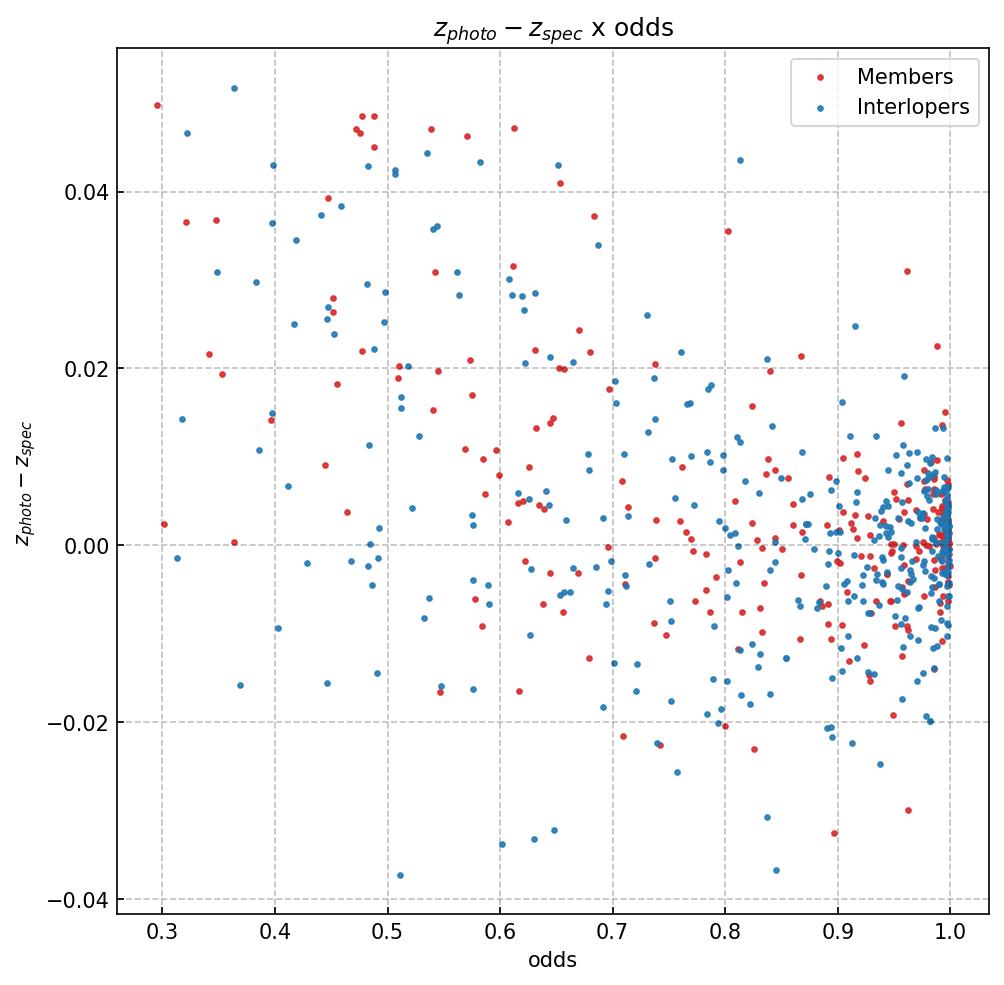 z_photo − z_spec x odds
Members
Interlopers
z_photo − z_spec
0.04
0.02
0.00
−0.02
−0.04
0.3 0.4 0.5 0.6 0.7 0.8 0.9 1.0
odds